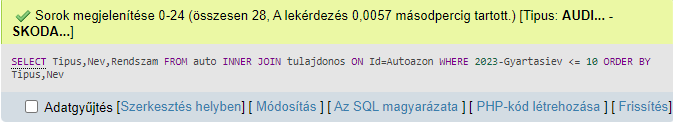 Sorok megjelenítése 0-24 (összesen 28, A lekérdezés 0,0057 másodpercig tartott.) [Tipus: AUDI... -
SKODA...]
SELECT Tipus,Nev,Rendszam FROM auto INNER JOIN tulajdonos ON Id=Autoazon WHERE 2023-Gyartasiev <= 10 ORDER BY
Tipus,Nev
Adatgyűjtés [Szerkesztés helyben] [ Módosítás ] [ Az SQL magyarázata ] [ PHP-kód létrehozása ] [ Frissítés]